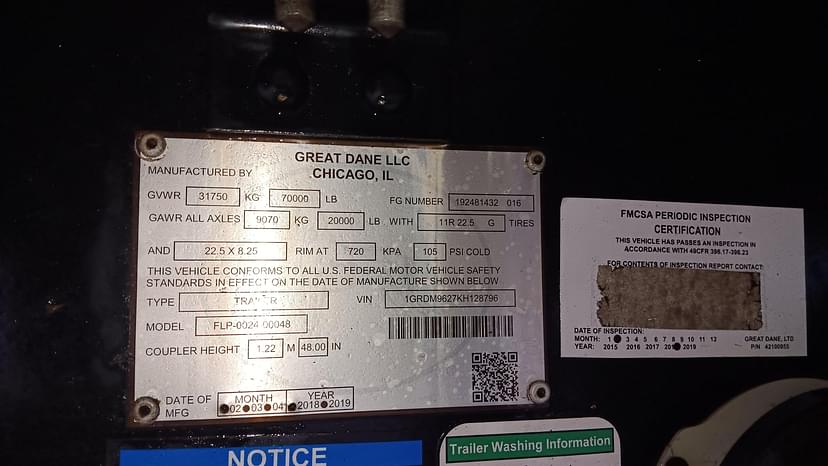 GREAT DANE LLC
MANUFACTURED BY CHICAGO, IL
GVWR 31750 KG 70000 LB FG NUMBER 192481432 016
GAWR ALL AXLES 9070 KG 20000 LB WITH 11R 22.5 G TIRES
AND 22.5 X 8.25 RIM AT 720 KPA 105 PSI COLD
THIS VEHICLE CONFORMS TO ALL U.S. FEDERAL MOTOR VEHICLE SAFETY
STANDARDS IN EFFECT ON THE DATE OF MANUFACTURE SHOWN BELOW
TYPE VIN 1GRDM9627KH128796
MODEL FLP-0024 00048
COUPLER HEIGHT 1.22 M 48.00 IN
MONTH YEAR
DATE OF MFG 02 03 04 2018 2019
FMCSA PERIODIC INSPECTION
CERTIFICATION
THIS VEHICLE HAS PASSED AN INSPECTION IN
ACCORDANCE WITH 49CFR 396.17-396.23
FOR CONTENTS OF INSPECTION REPORT CONTACT:
DATE OF INSPECTION:
MONTH: 1 3 4 5 6 7 8 9 10 11 12 GREAT DANE, LTD
YEAR: 2015 2016 2017 2019 P/N 42100955
NOTICE
Trailer Washing Information